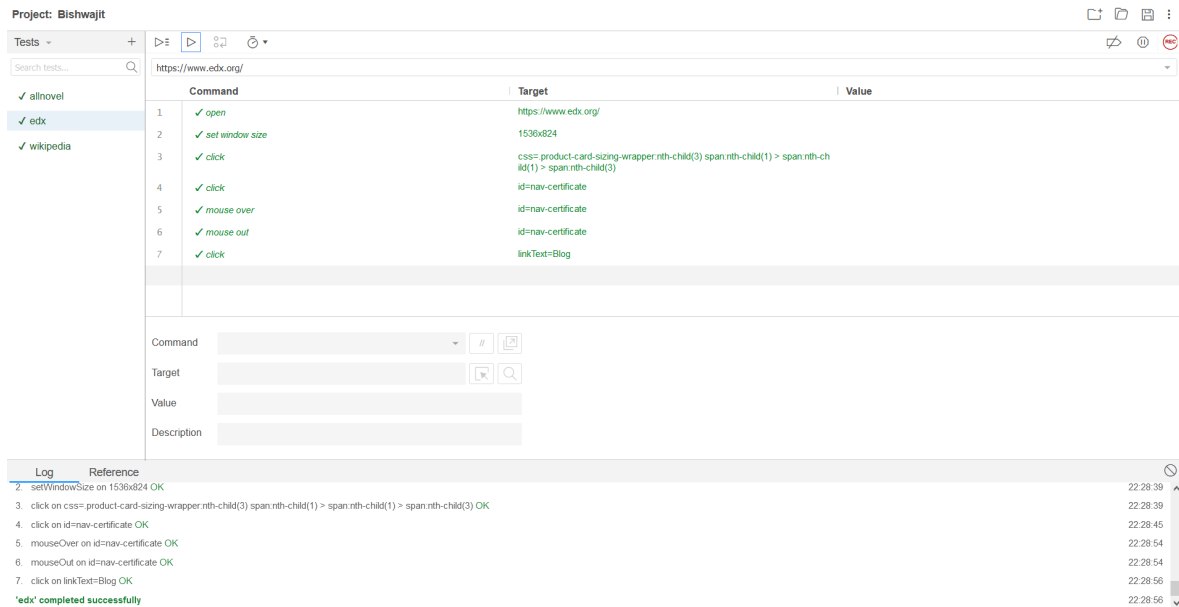 Project: Bishwajit
Tests
Search tests...
https://www.edx.org/
REC
Command Target Value
✓ allnovel
✓ edx
✓ wikipedia
1 ✓ open https://www.edx.org/
2 ✓ set window size 1536x824
3 ✓ click css=.product-card-sizing-wrapper:nth-child(3) span:nth-child(1) > span:nth-ch
ild(1) > span:nth-child(3)
4 ✓ click id=nav-certificate
5 ✓ mouse over id=nav-certificate
6 ✓ mouse out id=nav-certificate
7 ✓ click linkText=Blog
Command //
Target
Value
Description
Log Reference
2. setWindowSize on 1536x824 OK 22:28:39
3. click on css=.product-card-sizing-wrapper:nth-child(3) span:nth-child(1) > span:nth-child(1) > span:nth-child(3) OK 22:28:39
4. click on id=nav-certificate OK 22:28:45
5. mouseOver on id=nav-certificate OK 22:28:54
6. mouseOut on id=nav-certificate OK 22:28:54
7. click on linkText=Blog OK 22:28:56
'edx' completed successfully 22:28:56